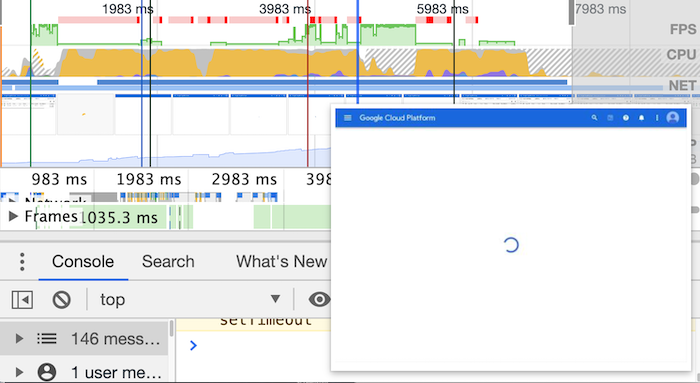 1983 ms 3983 ms 5983 ms 7983 ms
FPS
CPU
NET
Google Cloud Platform
983 ms 1983 ms 2983 ms
Network
Frames 1035.3 ms
Console Search What's New
top
setTimeout
146 mess…
1 user me…